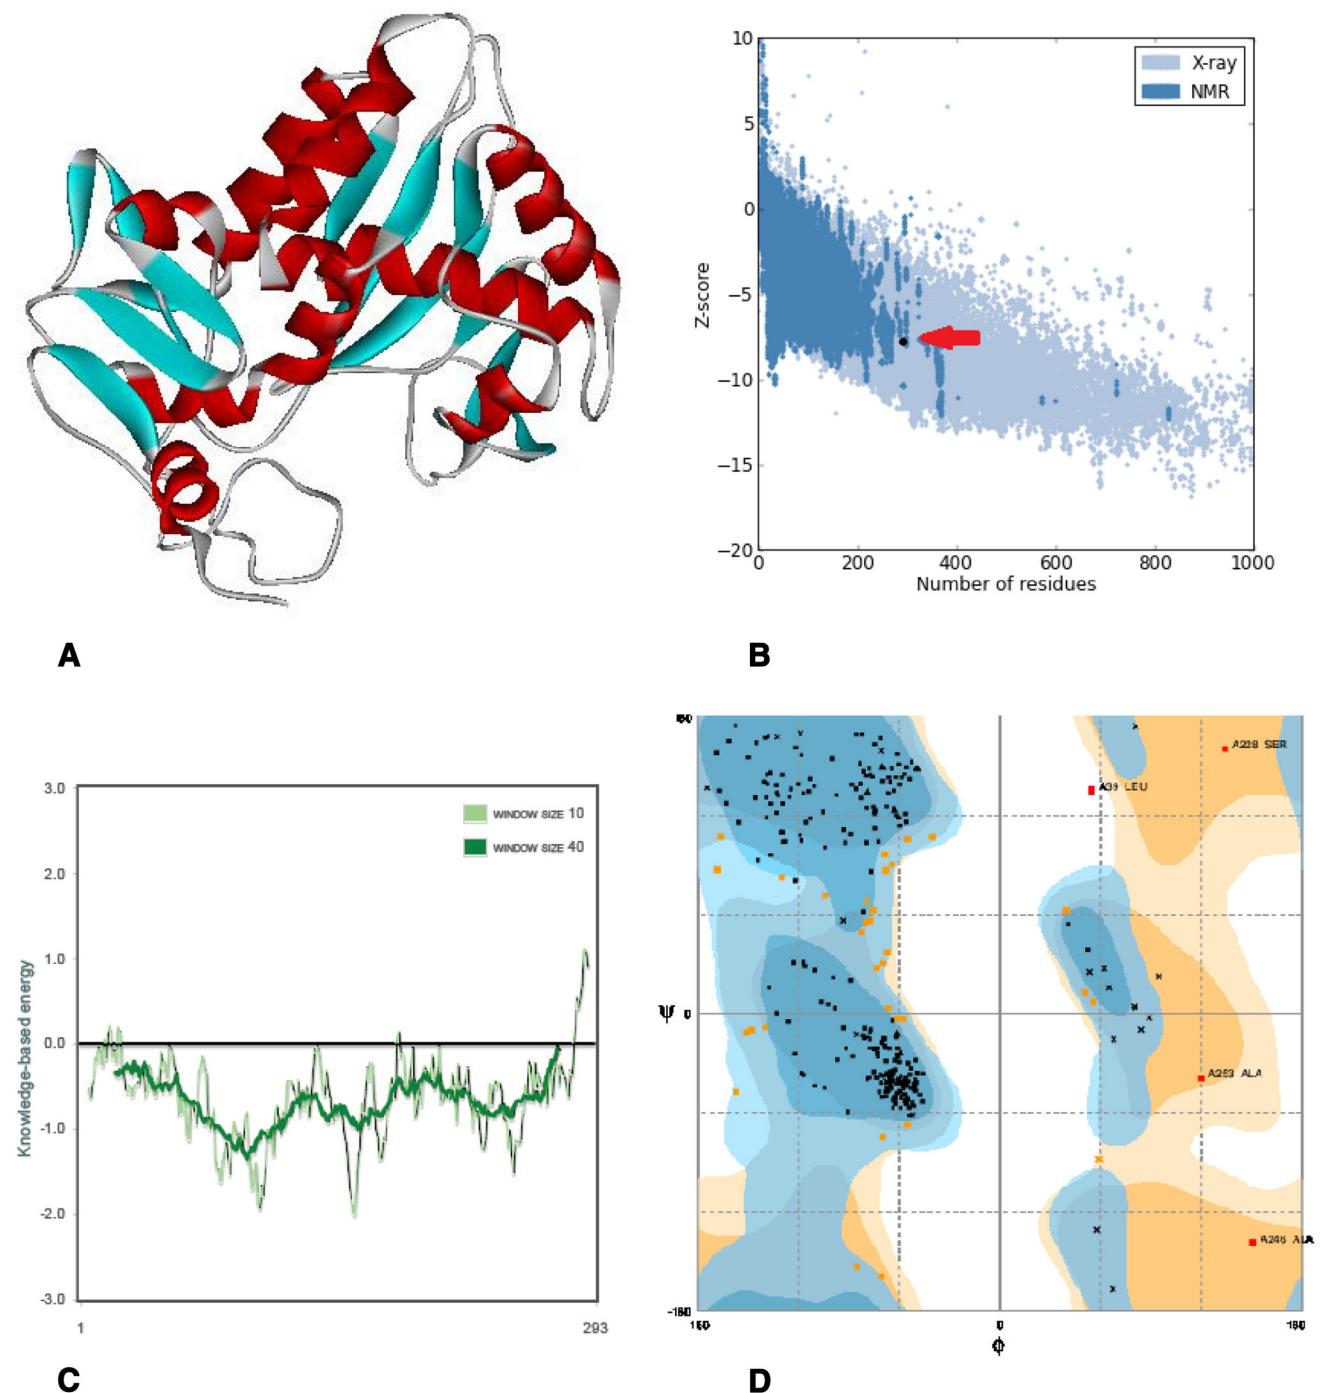 10
5
0
−5
−10
−15
−20
Z-score
X-ray
NMR
0 200 400 600 800 1000
Number of residues
A
B
3.0
2.0
1.0
0.0
-1.0
-2.0
-3.0
Knowledge-based energy
WINDOW SIZE 10
WINDOW SIZE 40
1 293
A228 SER
A39 LEU
Ψ 0
A253 ALA
A246 ALA
-180
0 -180
ϕ
C
D